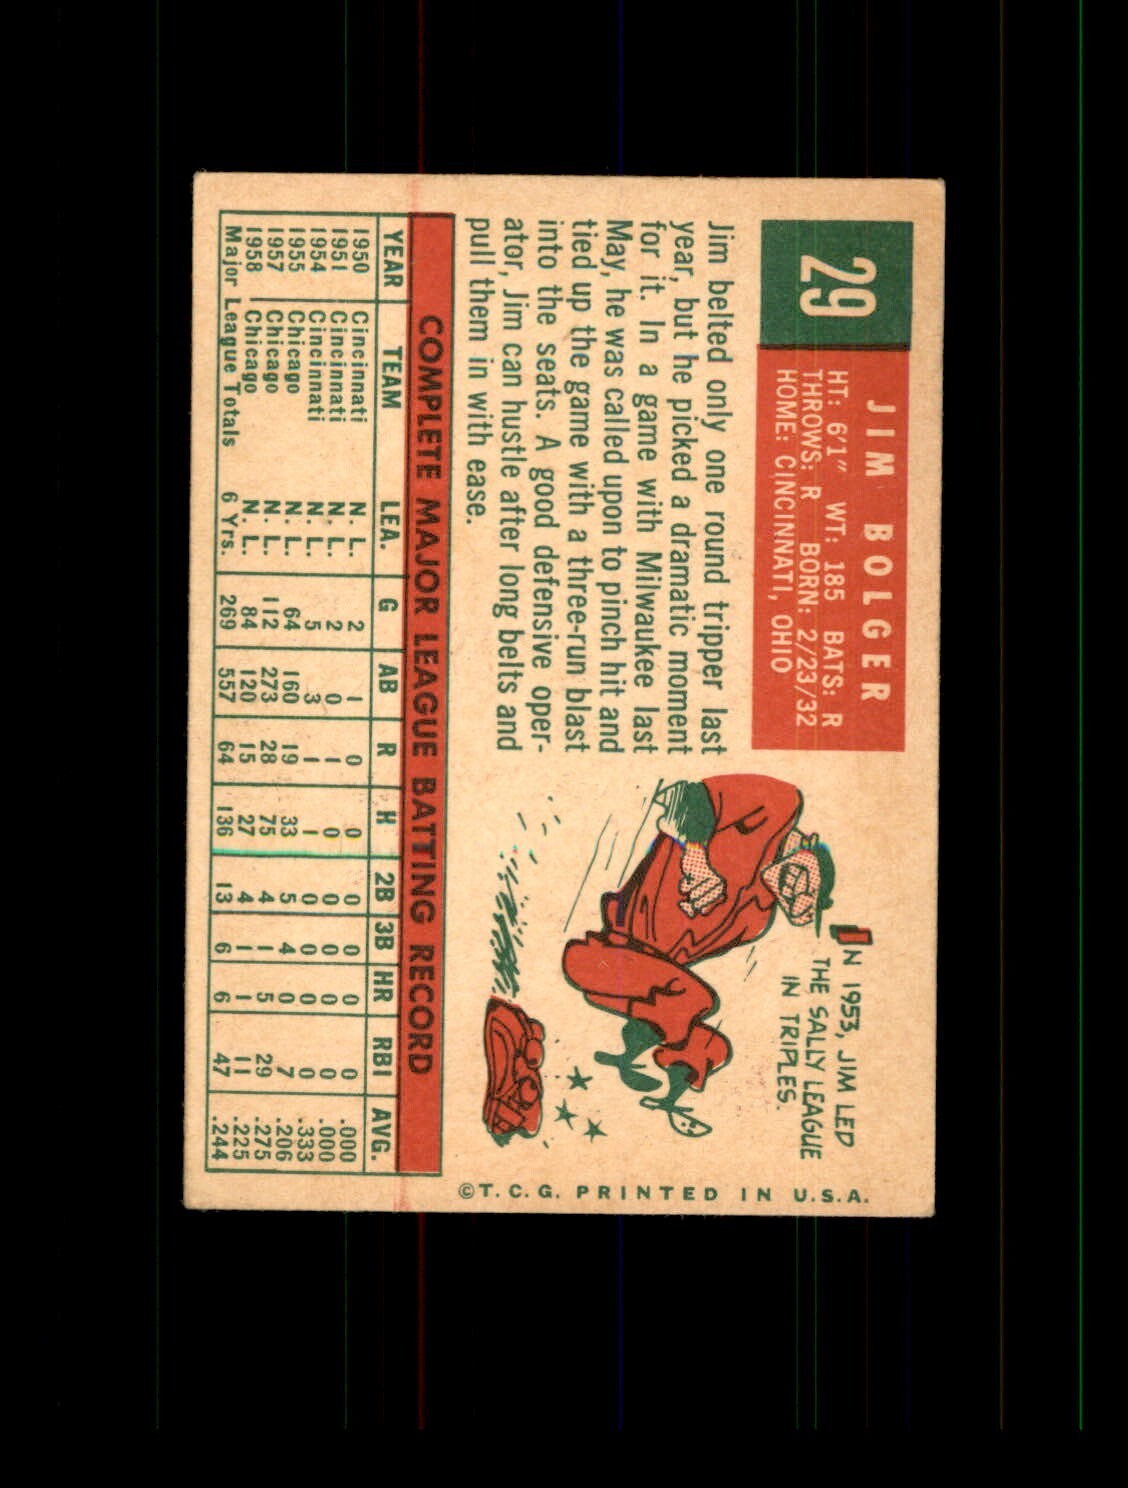 29
JIM BOLGER
HT: 6'1" WT: 185 BATS: R
THROWS: R BORN: 2/23/32
HOME: CINCINNATI, OHIO
Jim belted only one round tripper last
year, but he picked a dramatic moment
for it. In a game with Milwaukee last
May, he was called upon to pinch hit and
tied up the game with a three-run blast
into the seats. A good defensive oper-
ator, Jim can hustle after long belts and
pull them in with ease.
IN 1953, JIM LED
THE SALLY LEAGUE
IN TRIPLES.
COMPLETE MAJOR LEAGUE BATTING RECORD
YEAR TEAM LEA. G AB R H 2B 3B HR RBI AVG.
1950 Cincinnati N. L. 2 1 0 0 0 0 0 0 .000
1951 Cincinnati N. L. 2 0 1 0 0 0 0 0 .000
1954 Cincinnati N. L. 5 3 1 1 0 0 0 0 .333
1955 Chicago N. L. 64 160 19 33 5 4 0 7 .206
1957 Chicago N. L. 112 273 28 75 4 1 5 29 .275
1958 Chicago N. L. 84 120 15 27 4 1 1 11 .225
Major League Totals 6 Yrs. 269 557 64 136 13 6 6 47 .244
©T.C.G. PRINTED IN U.S.A.